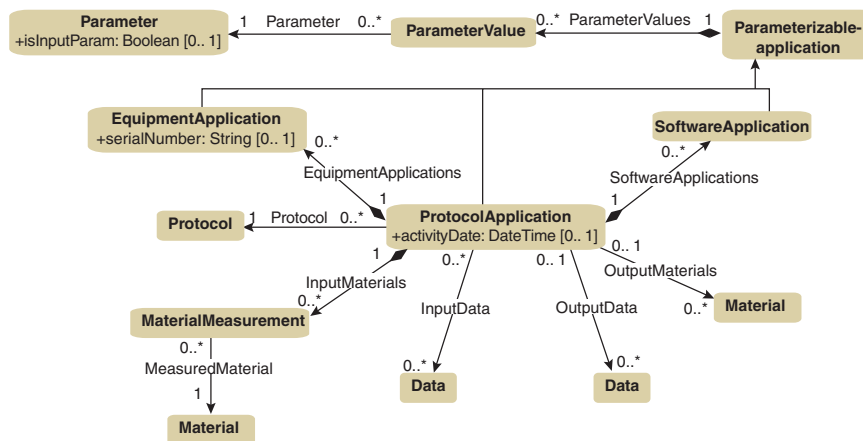 Parameter
+isInputParam: Boolean [0.. 1]
1 Parameter 0..*
ParameterValue
0..* ParameterValues 1
Parameterizable-
application
EquipmentApplication
+serialNumber: String [0.. 1]
SoftwareApplication
0..*
0..*
EquipmentApplications
SoftwareApplications
1
1
Protocol
1 Protocol 0..*
ProtocolApplication
+activityDate: DateTime [0.. 1]
1
0..*
0.. 1
0.. 1
InputMaterials
OutputMaterials
0..*
InputData
OutputData
0..*
Material
MaterialMeasurement
0..*
MeasuredMaterial
0..*
0..*
1
Data
Data
Material